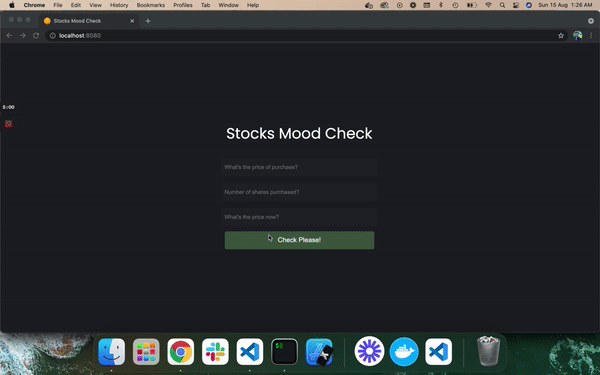 Chrome File Edit View History Bookmarks Profiles Tab Window Help Sun 15 Aug 1:26 AM
Stocks Mood Check
localhost:8080
5:00
Stocks Mood Check
What's the price of purchase?
Number of shares purchased?
What's the price now?
Check Please!